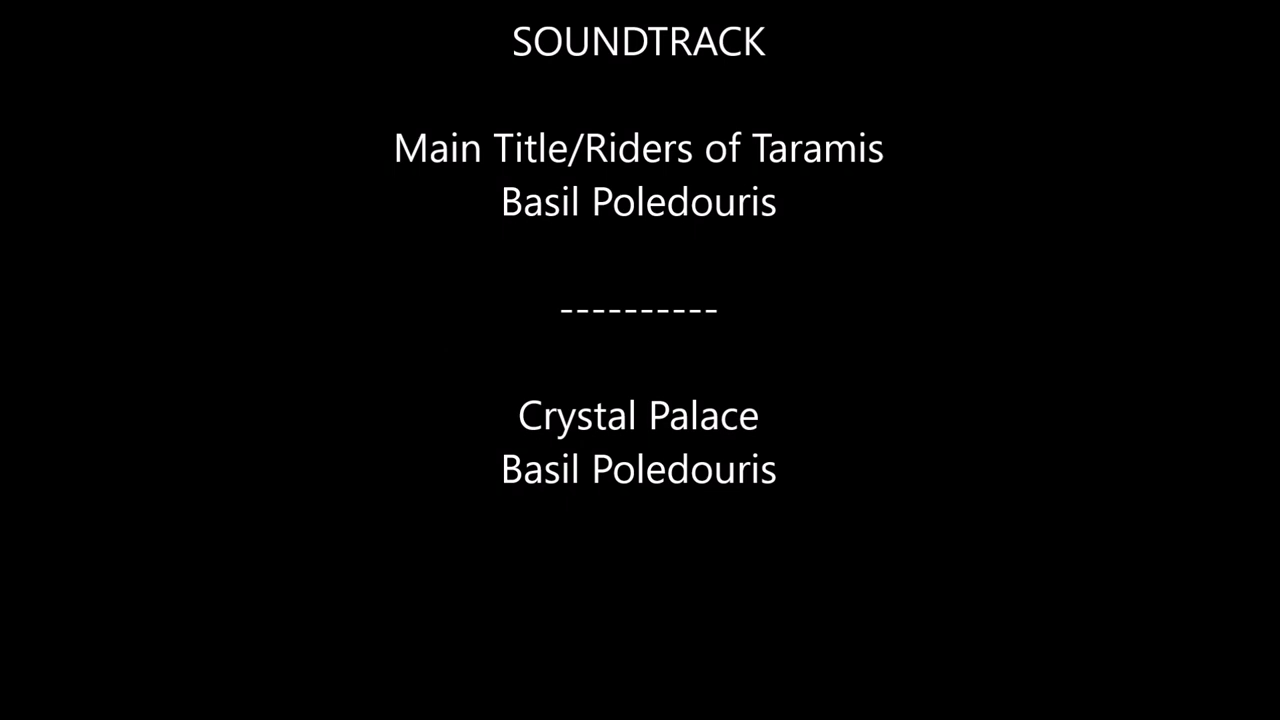 SOUNDTRACK
Main Title/Riders of Taramis
Basil Poledouris
----------
Crystal Palace
Basil Poledouris